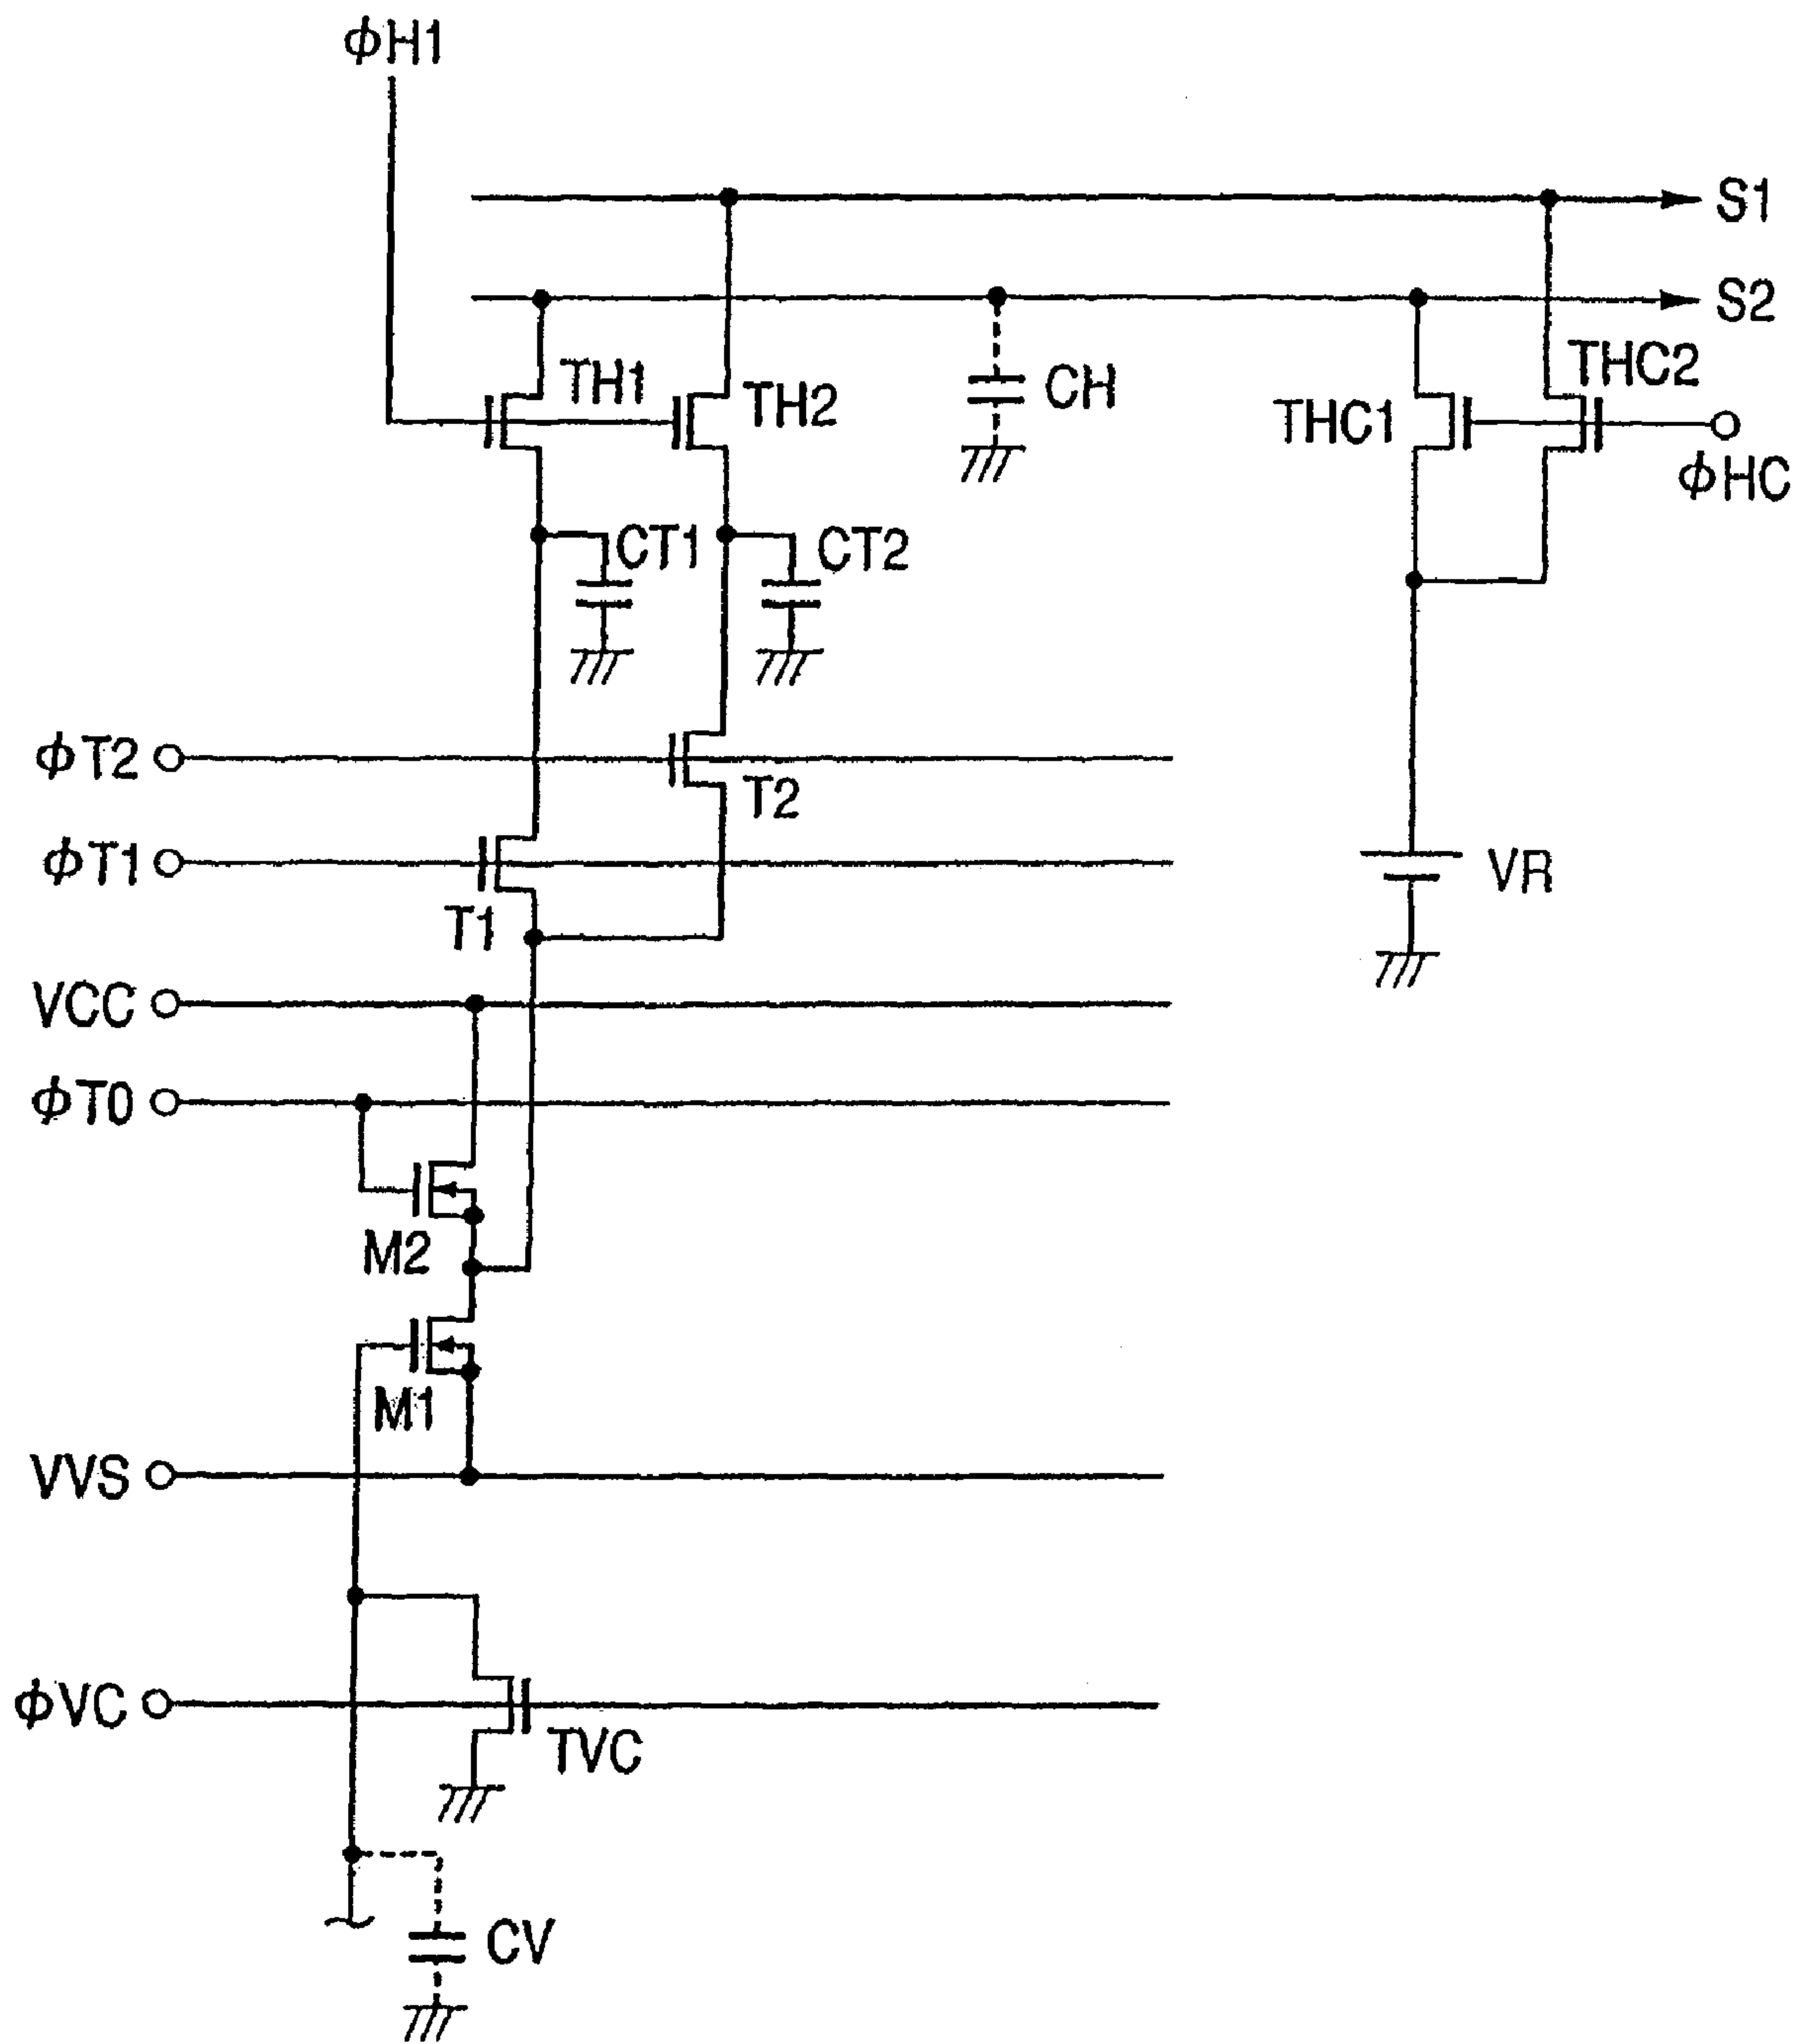 ϕH1
S1
S2
TH1
TH2
CH
THC1
THC2
ϕHC
CT1
CT2
ϕT2
T2
ϕT1
T1
VR
VCC
ϕT0
M2
M1
VVS
ϕVC
TVC
CV